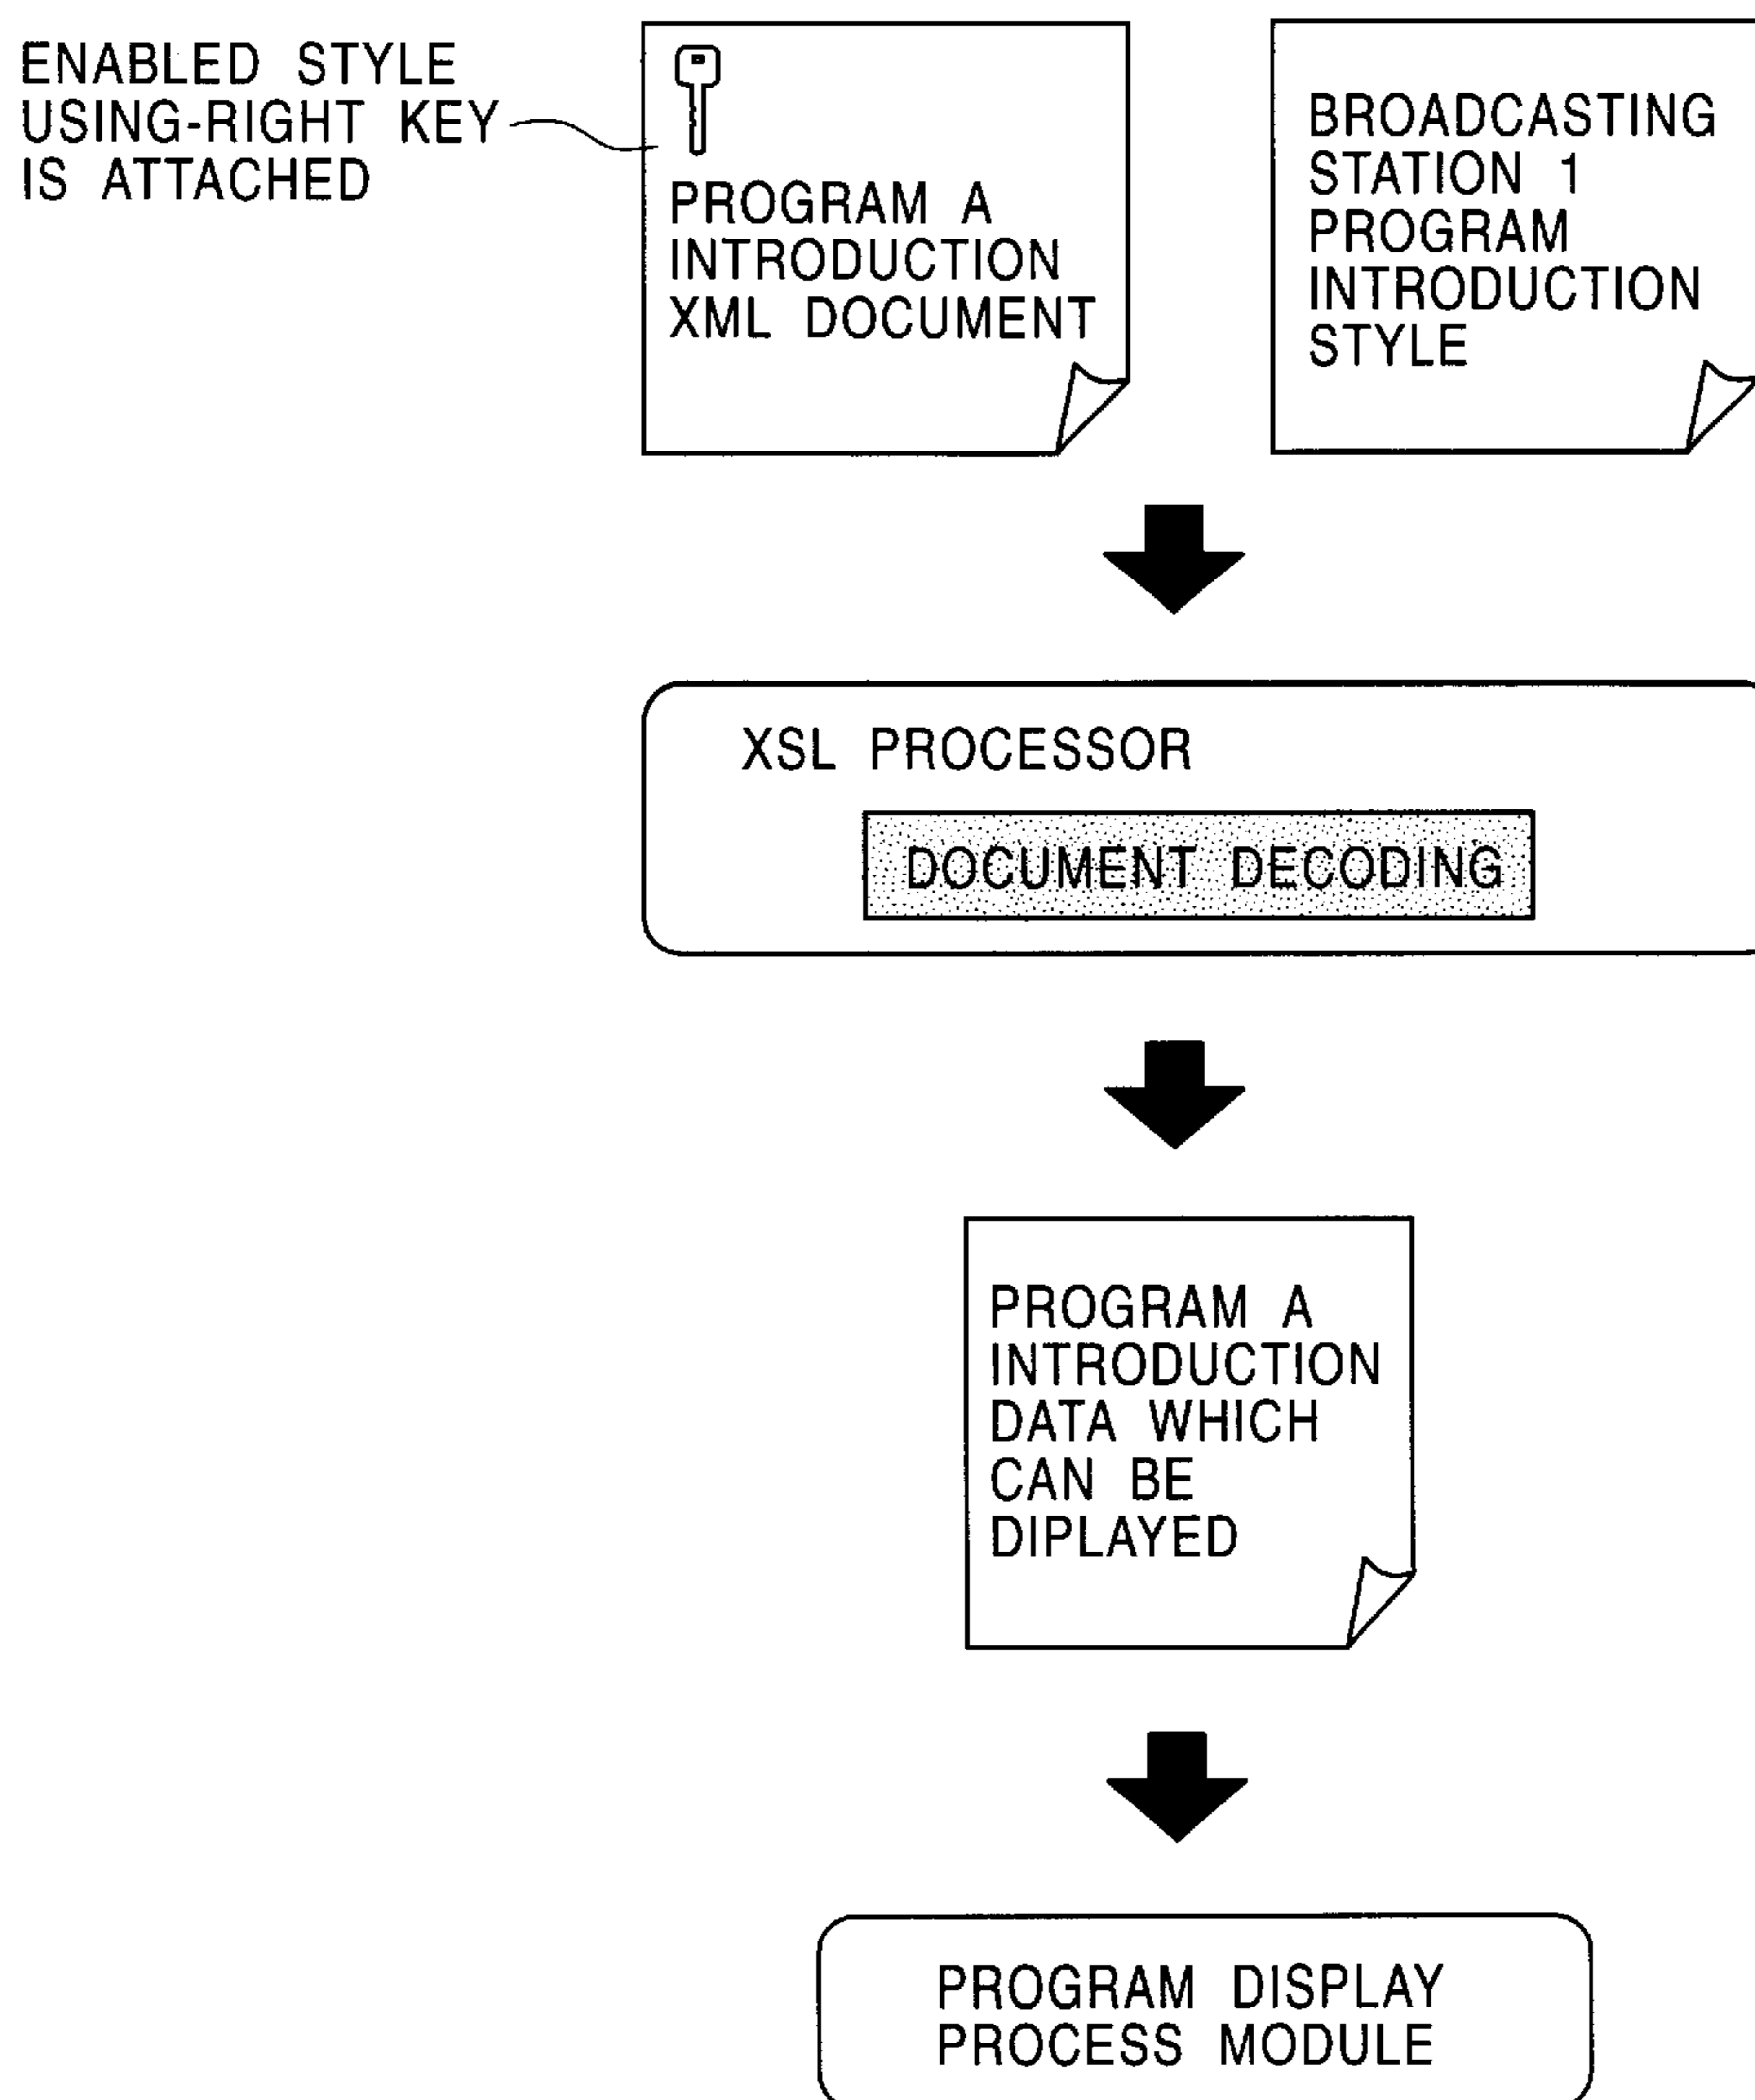 ENABLED STYLE
USING-RIGHT KEY
IS ATTACHED
PROGRAM A
INTRODUCTION
XML DOCUMENT
BROADCASTING
STATION 1
PROGRAM
INTRODUCTION
STYLE
XSL PROCESSOR
DOCUMENT DECODING
PROGRAM A
INTRODUCTION
DATA WHICH
CAN BE
DIPLAYED
PROGRAM DISPLAY
PROCESS MODULE